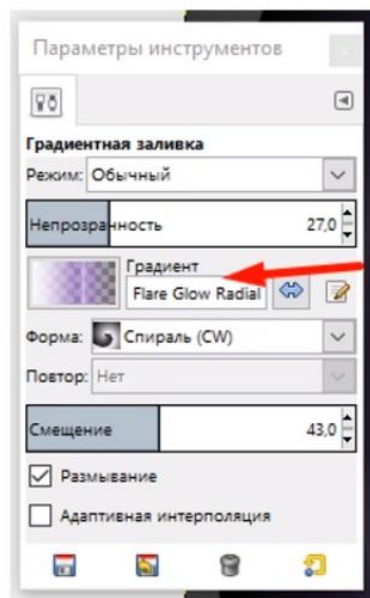 Параметры инструментов
Градиентная заливка
Режим: Обычный
Непрозрачность 27,0
Градиент
Flare Glow Radial
Форма: Спираль (CW)
Повтор: Нет
Смещение 43,0
Размывание
Адаптивная интерполяция